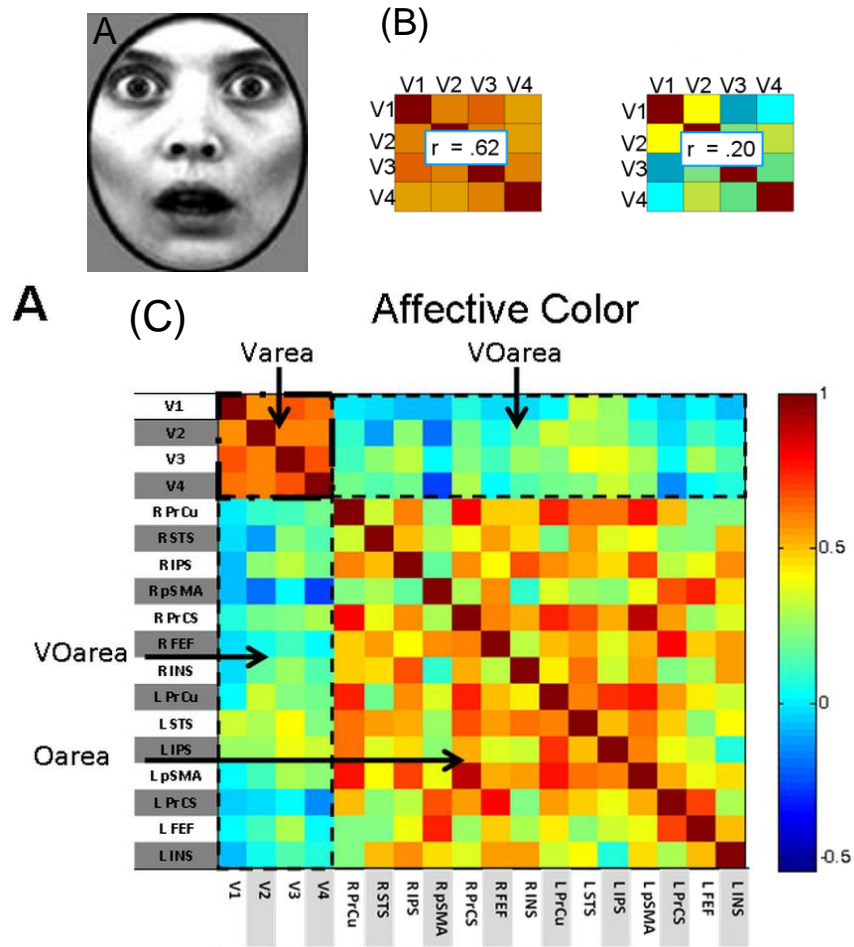 A
(B)
V1 V2 V3 V4
V1
V2
V3
V4
r = .62
V1 V2 V3 V4
V1
V2
V3
V4
r = .20
A
(C)
Affective Color
Varea
VOarea
V1
V2
V3
V4
R PrCu
R STS
R IPS
R pSMA
R PrCS
R FEF
R INS
L PrCu
L STS
L IPS
L pSMA
L PrCS
L FEF
L INS
VOarea
Oarea
1
0.5
0
-0.5
V1
V2
V3
V4
R PrCu
R STS
R IPS
R pSMA
R PrCS
R FEF
R INS
L PrCu
L STS
L IPS
L pSMA
L PrCS
L FEF
L INS